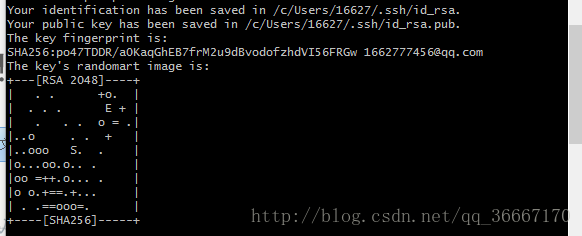 Your identification has been saved in /c/Users/16627/.ssh/id_rsa.
Your public key has been saved in /c/Users/16627/.ssh/id_rsa.pub.
The key fingerprint is:
SHA256:po47TDDR/aOKaqGhEB7frM2u9dBvodofzhdVI56FRGw 1662777456@qq.com
The key's randomart image is:
+---[RSA 2048]----+
|   . .      +o.  |
|  . . .      E + |
|   .   . .  o = .|
|..o     . .  +   |
|..ooo   S.  .    |
|o...oo.o.. .     |
|oo =++.o... .    |
|o o.+==.+...     |
| . .==ooo=.      |
+----[SHA256]-----+
http://blog.csdn.net/qq_36667170